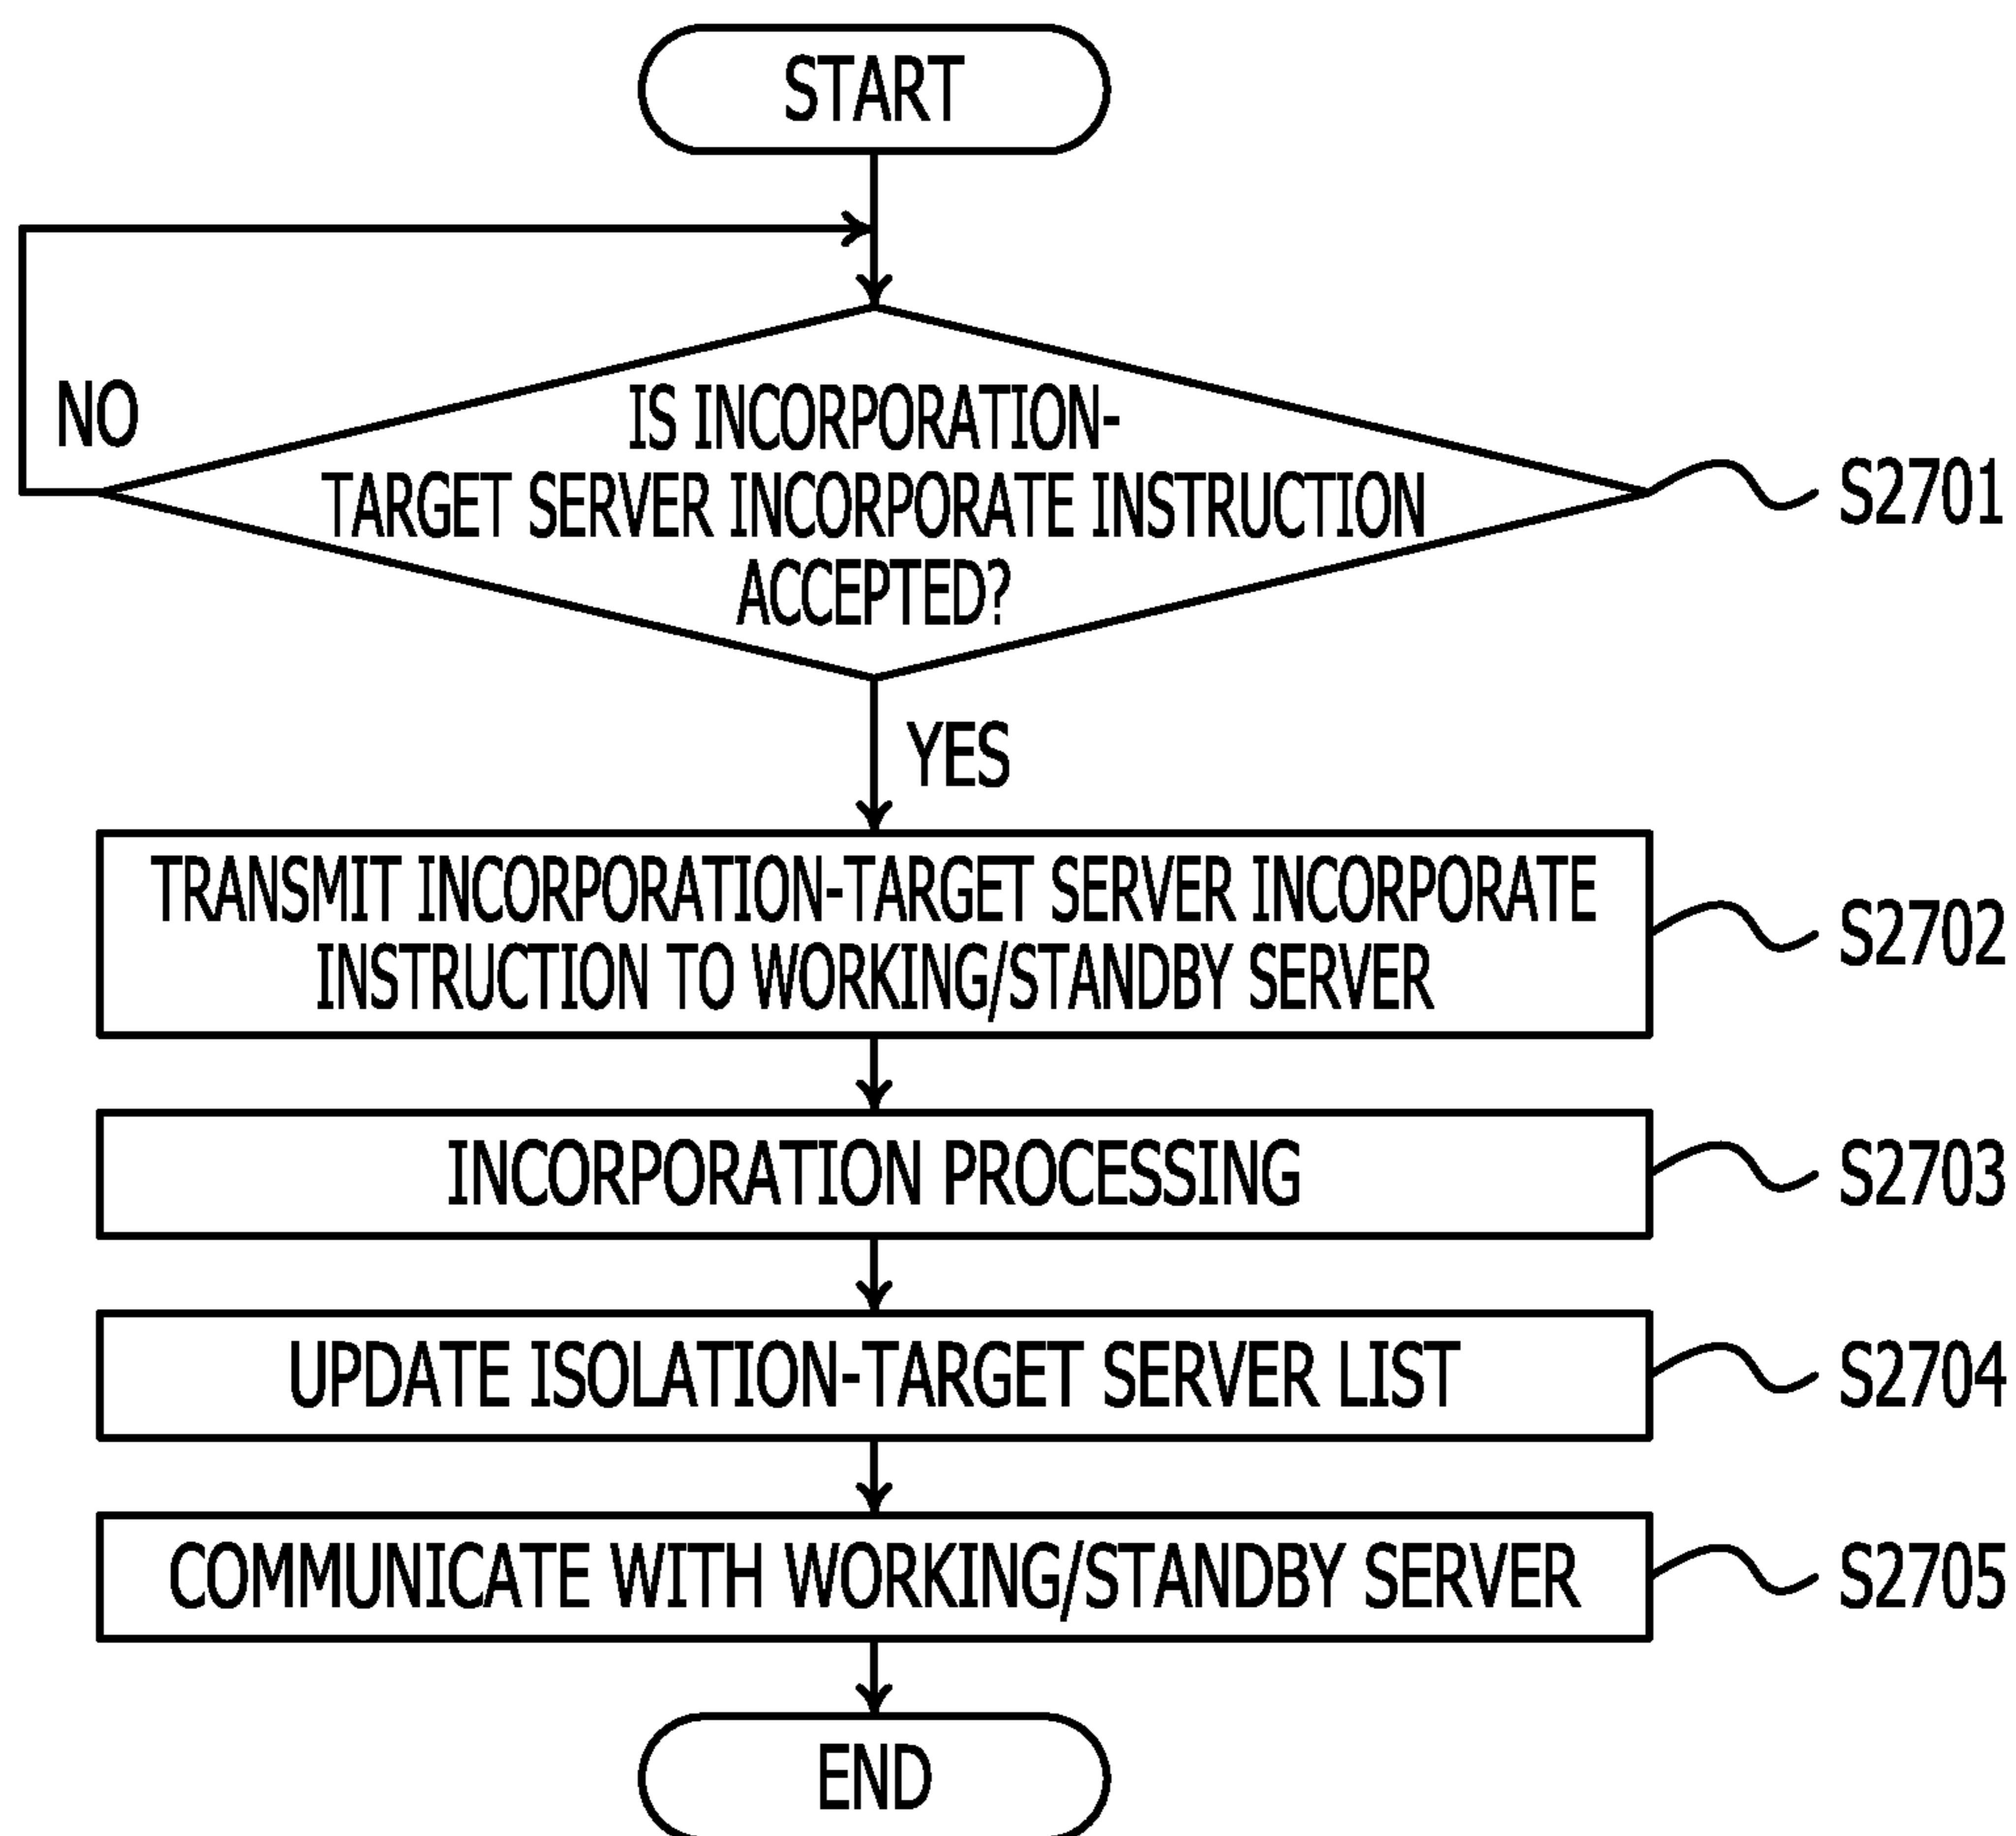 START
NO
IS INCORPORATION-
TARGET SERVER INCORPORATE INSTRUCTION
ACCEPTED?
S2701
YES
TRANSMIT INCORPORATION-TARGET SERVER INCORPORATE
INSTRUCTION TO WORKING/STANDBY SERVER
S2702
INCORPORATION PROCESSING
S2703
UPDATE ISOLATION-TARGET SERVER LIST
S2704
COMMUNICATE WITH WORKING/STANDBY SERVER
S2705
END